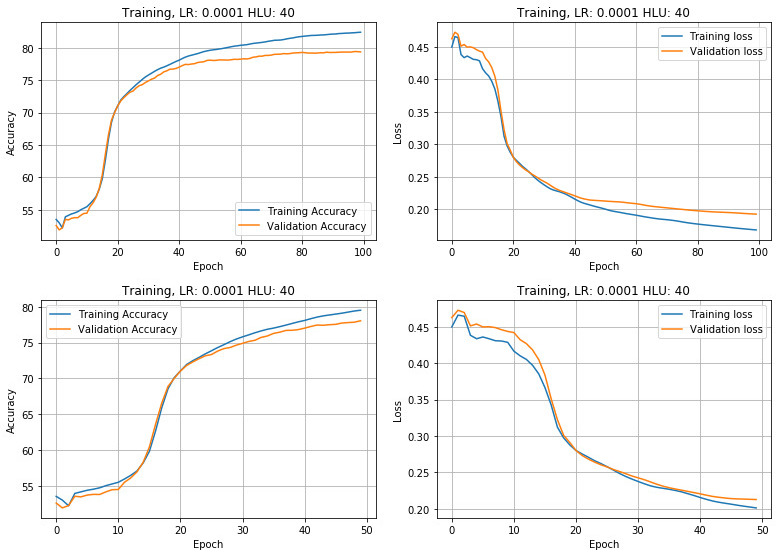 Training, LR: 0.0001 HLU: 40
Accuracy
80
75
70
65
60
55
Training Accuracy
Validation Accuracy
0 20 40 60 80 100
Epoch
Training, LR: 0.0001 HLU: 40
Loss
0.45
0.40
0.35
0.30
0.25
0.20
Training loss
Validation loss
0 20 40 60 80 100
Epoch
Training, LR: 0.0001 HLU: 40
Accuracy
80
75
70
65
60
55
Training Accuracy
Validation Accuracy
0 10 20 30 40 50
Epoch
Training, LR: 0.0001 HLU: 40
Loss
0.45
0.40
0.35
0.30
0.25
0.20
Training loss
Validation loss
0 10 20 30 40 50
Epoch